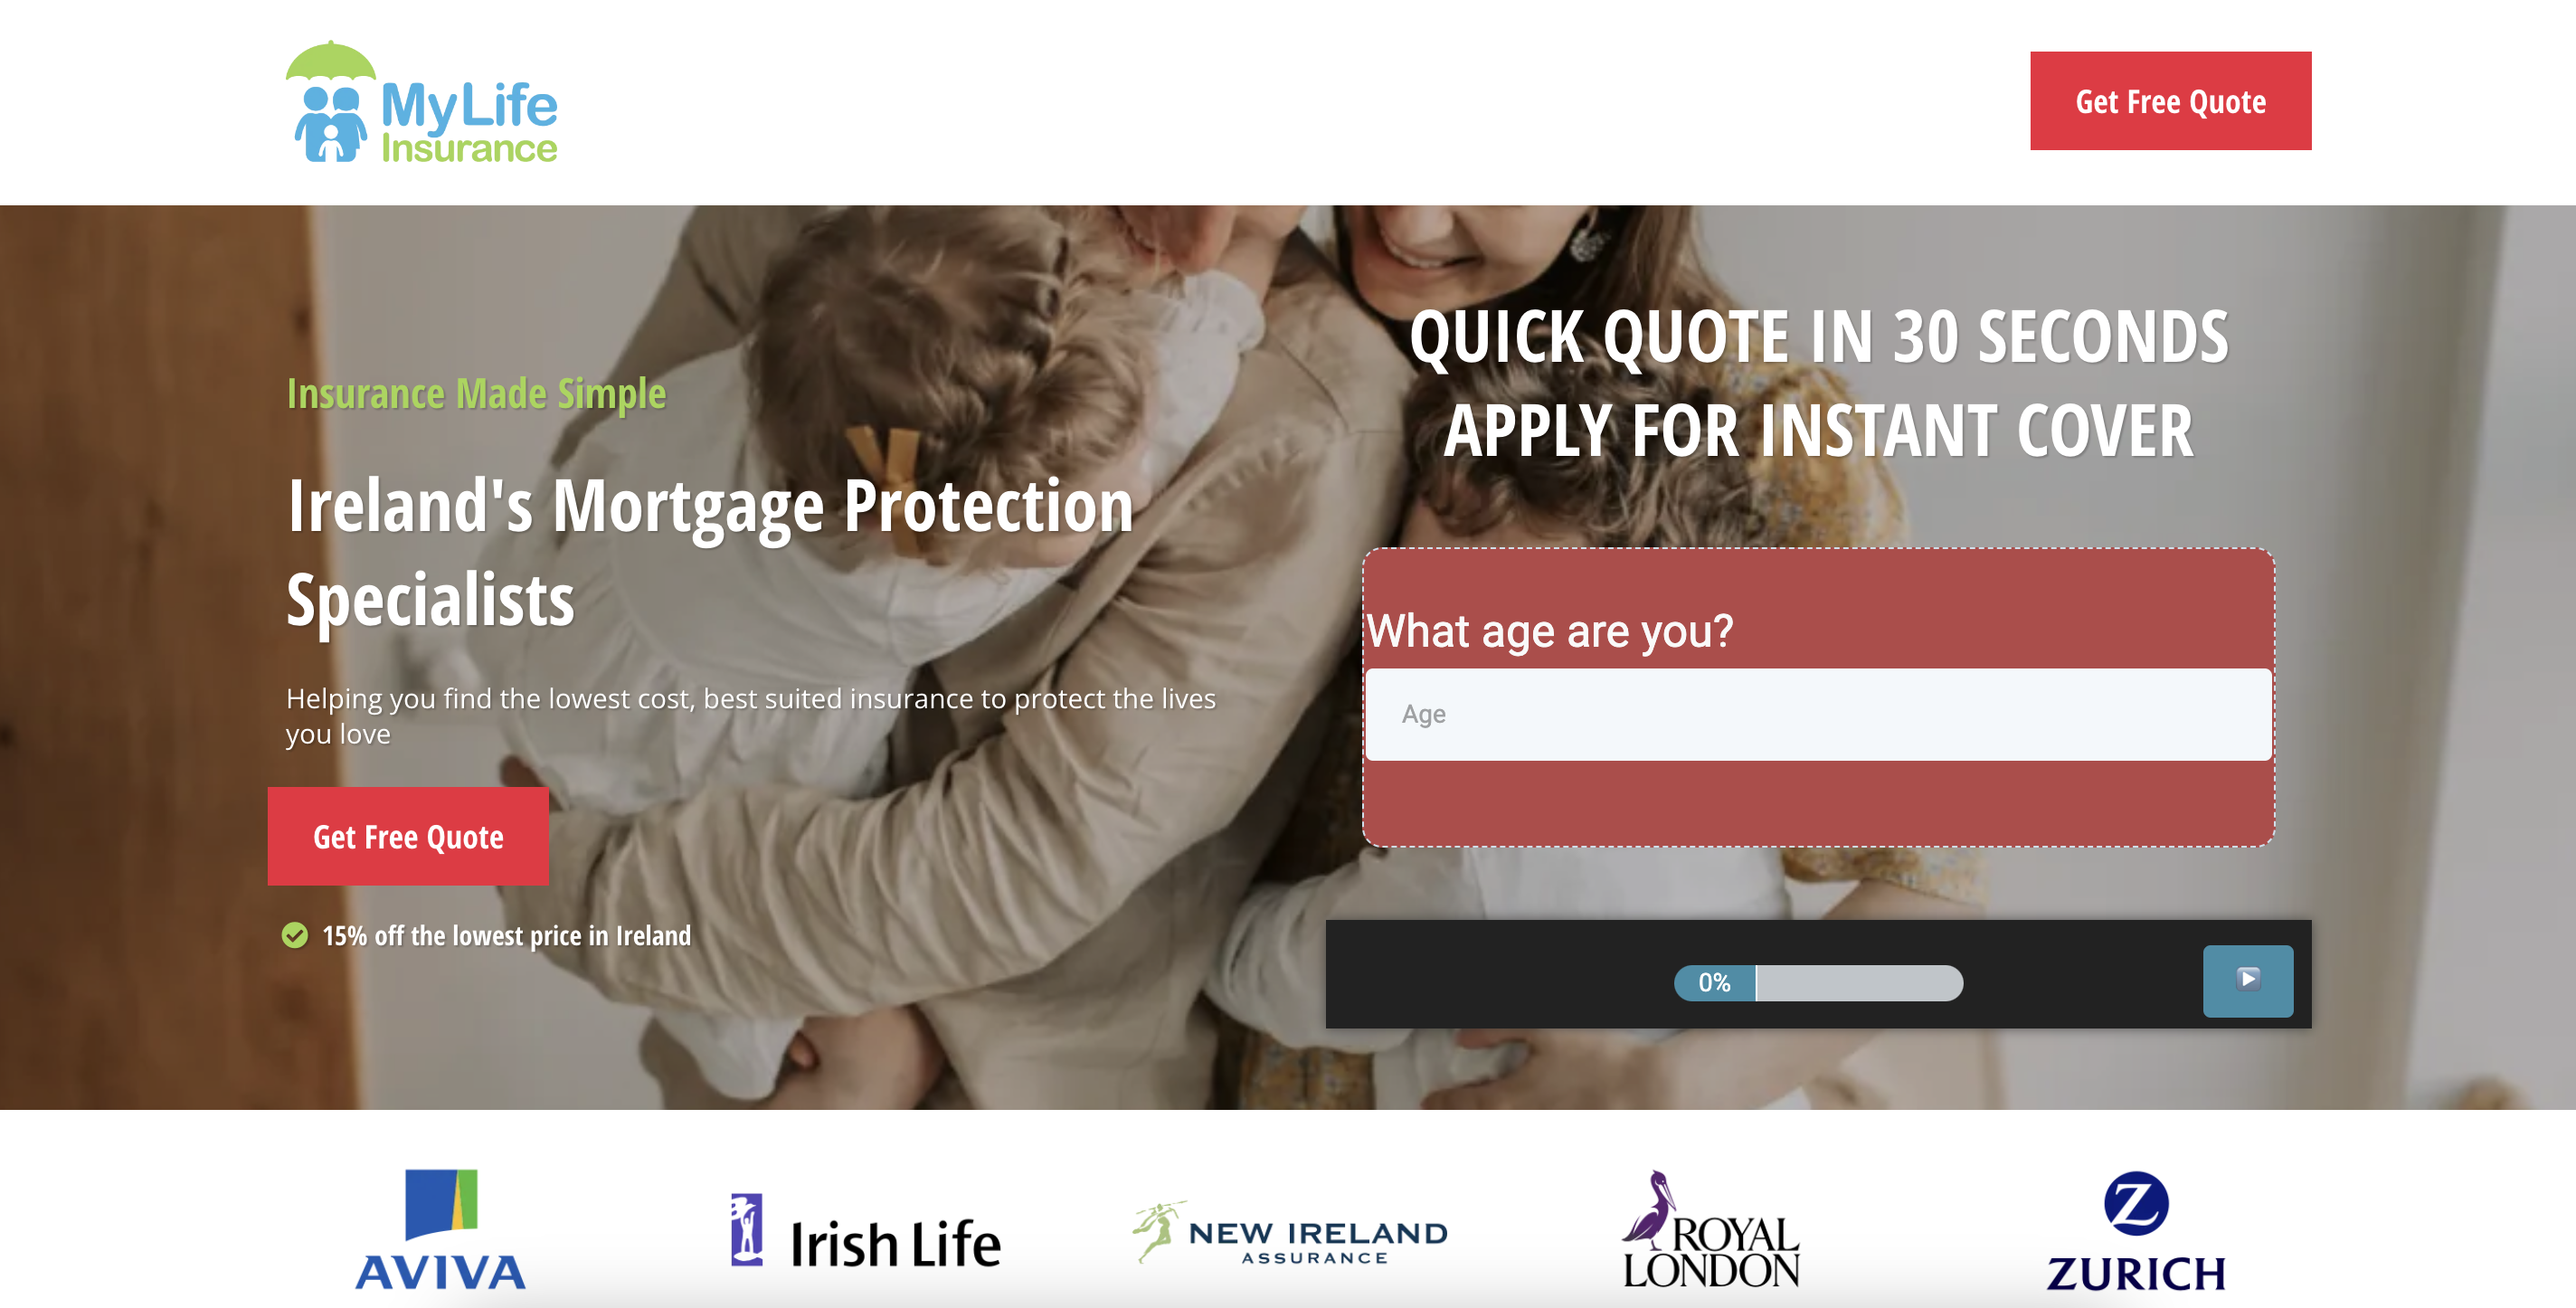 MyLife
Insurance
Get Free Quote
Insurance Made Simple
Ireland's Mortgage Protection
Specialists
Helping you find the lowest cost, best suited insurance to protect the lives
you love
Get Free Quote
15% off the lowest price in Ireland
QUICK QUOTE IN 30 SECONDS
APPLY FOR INSTANT COVER
What age are you?
Age
0%
AVIVA
Irish Life
NEW IRELAND
ASSURANCE
ROYAL
LONDON
Z
ZURICH